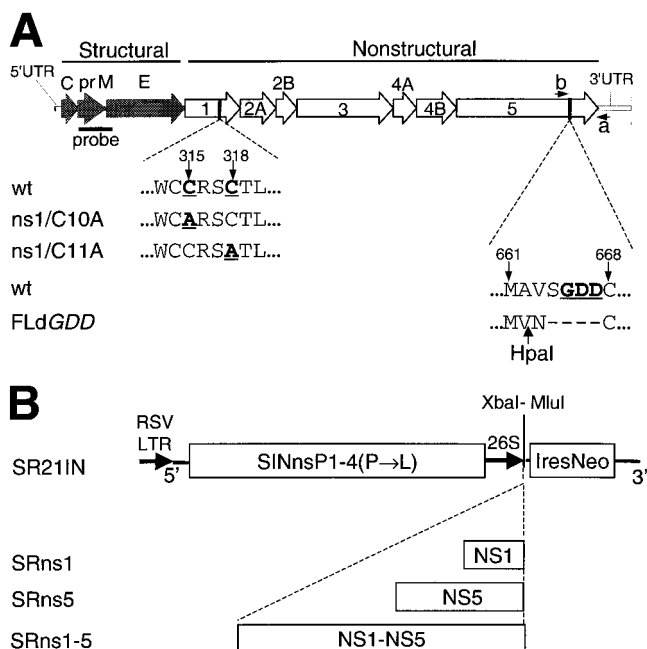 A
Structural Nonstructural
5'UTR C prM E 2B 4A b 3'UTR
1 2A 3 4B 5 a
probe
315 318
wt ...WCCRSCTL...
ns1/C10A ...WCARSCTL...
ns1/C11A ...WCCRSATL...
661 668
wt ...MAVSGDDC...
FLdGDD ...MVN----C...
HpaI
B
XbaI- MluI
RSV
LTR
26S
SR21IN 5' SINnsP1-4(P→L) IresNeo 3'
SRns1 NS1
SRns5 NS5
SRns1-5 NS1-NS5